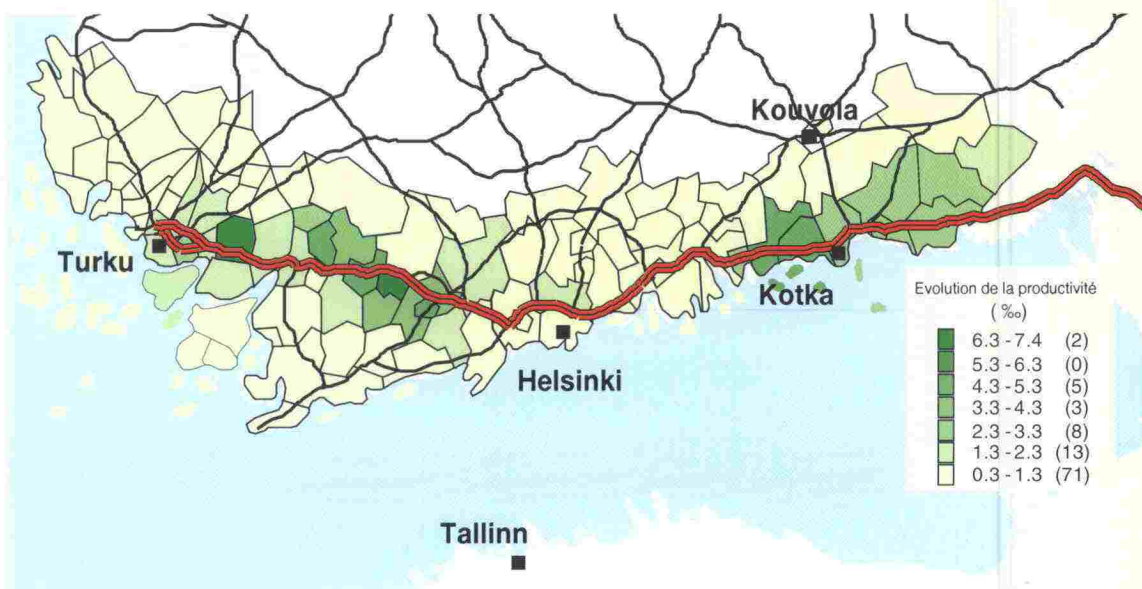 Kouvola
Turku
Kotka
Helsinki
Tallinn
Evolution de la productivité
(‰)
6.3 - 7.4 (2)
5.3 - 6.3 (0)
4.3 - 5.3 (5)
3.3 - 4.3 (3)
2.3 - 3.3 (8)
1.3 - 2.3 (13)
0.3 - 1.3 (71)